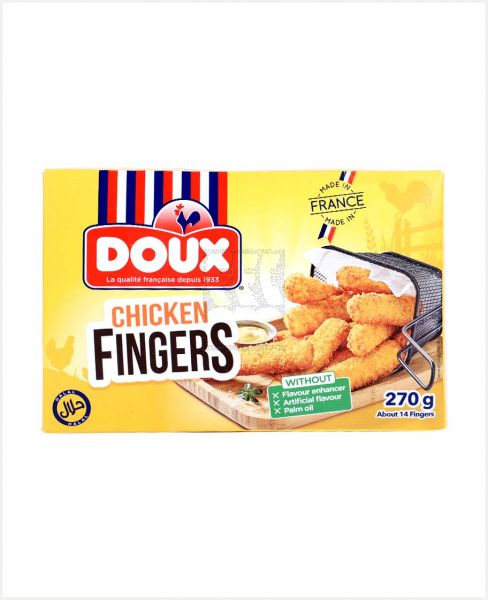 MADE IN
FRANCE
MADE IN
DOUX
®
La qualité française depuis 1933
CHICKEN
FINGERS
WITHOUT
Flavour enhancer
Artificial flavour
Palm oil
HALAL
حلال
HALAL
270 g
About 14 Fingers